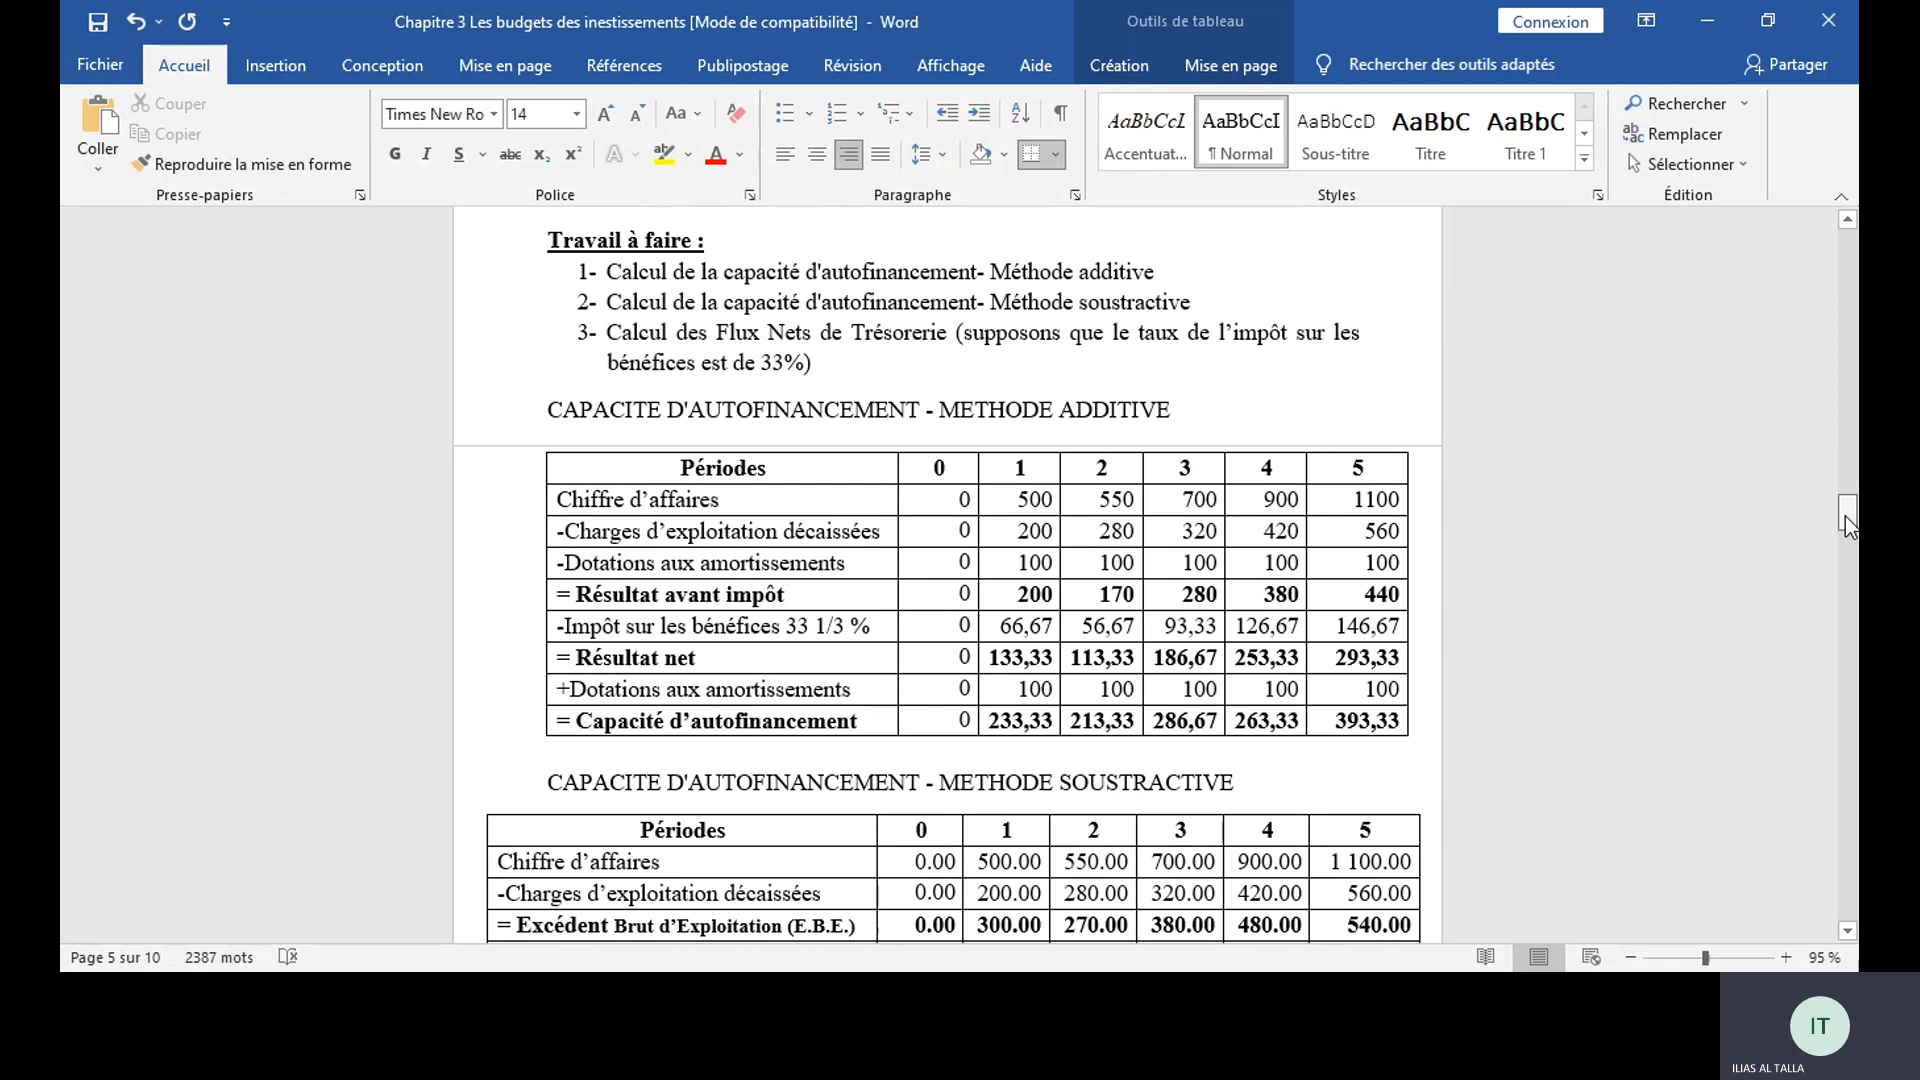 Chapitre 3 Les budgets des inestissements [Mode de compatibilité] - Word
Outils de tableau
Connexion
Fichier Accueil Insertion Conception Mise en page Références Publipostage Révision Affichage Aide Création Mise en page Rechercher des outils adaptés Partager
Coller
Couper
Copier
Reproduire la mise en forme
Presse-papiers
Times New Ro 14
Aa
G I S abc x₂ x² A A
Police
Paragraphe
AaBbCcI AaBbCcI AaBbCcD AaBbC AaBbC
Accentuat... ¶ Normal Sous-titre Titre Titre 1
Styles
Rechercher
Remplacer
Sélectionner
Édition
Travail à faire :
1- Calcul de la capacité d'autofinancement- Méthode additive
2- Calcul de la capacité d'autofinancement- Méthode soustractive
3- Calcul des Flux Nets de Trésorerie (supposons que le taux de l’impôt sur les
bénéfices est de 33%)
CAPACITE D'AUTOFINANCEMENT - METHODE ADDITIVE
Périodes 0 1 2 3 4 5
Chiffre d’affaires 0 500 550 700 900 1100
-Charges d’exploitation décaissées 0 200 280 320 420 560
-Dotations aux amortissements 0 100 100 100 100 100
= Résultat avant impôt 0 200 170 280 380 440
-Impôt sur les bénéfices 33 1/3 % 0 66,67 56,67 93,33 126,67 146,67
= Résultat net 0 133,33 113,33 186,67 253,33 293,33
+Dotations aux amortissements 0 100 100 100 100 100
= Capacité d’autofinancement 0 233,33 213,33 286,67 263,33 393,33
CAPACITE D'AUTOFINANCEMENT - METHODE SOUSTRACTIVE
Périodes 0 1 2 3 4 5
Chiffre d’affaires 0.00 500.00 550.00 700.00 900.00 1 100.00
-Charges d’exploitation décaissées 0.00 200.00 280.00 320.00 420.00 560.00
= Excédent Brut d’Exploitation (E.B.E.) 0.00 300.00 270.00 380.00 480.00 540.00
Page 5 sur 10 2387 mots 95 %
IT
ILIAS AL TALLA